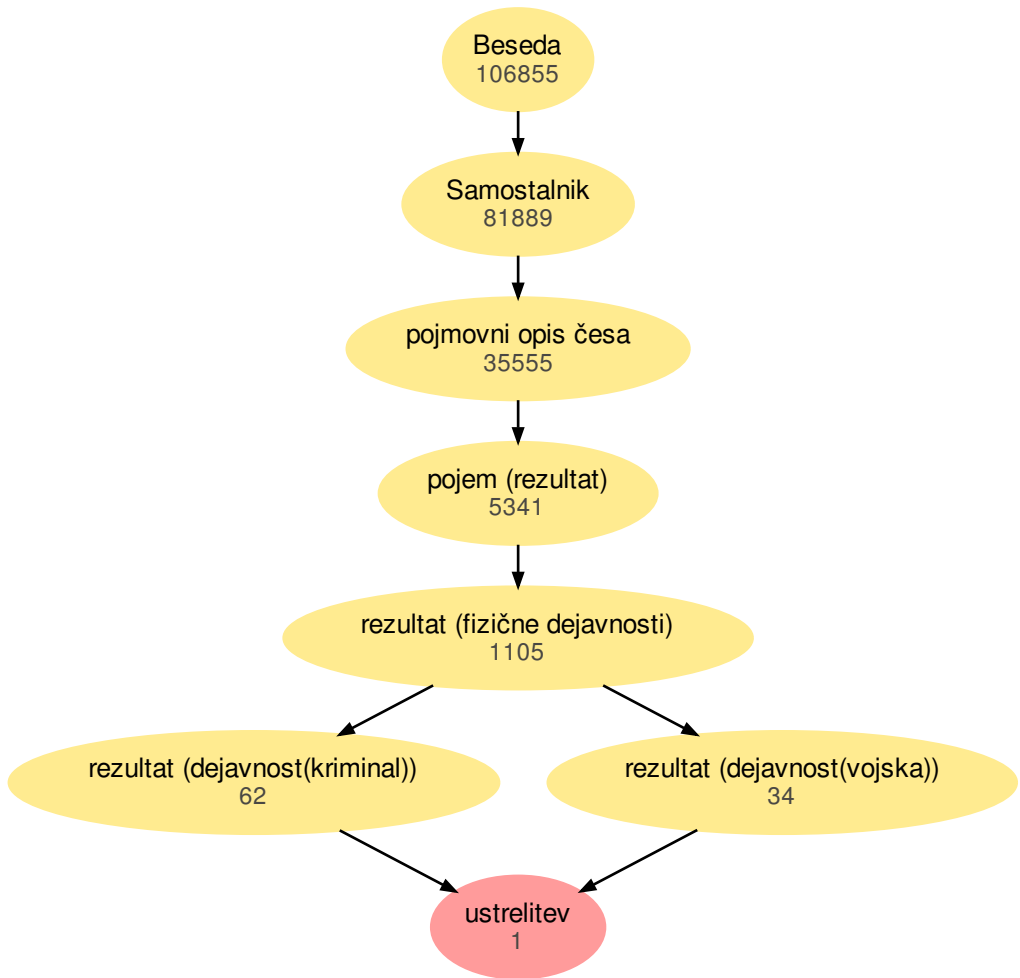 Beseda
106855
Samostalnik
81889
pojmovni opis česa
35555
pojem (rezultat)
5341
rezultat (fizične dejavnosti)
1105
rezultat (dejavnost(kriminal))
62
rezultat (dejavnost(vojska))
34
ustrelitev
1